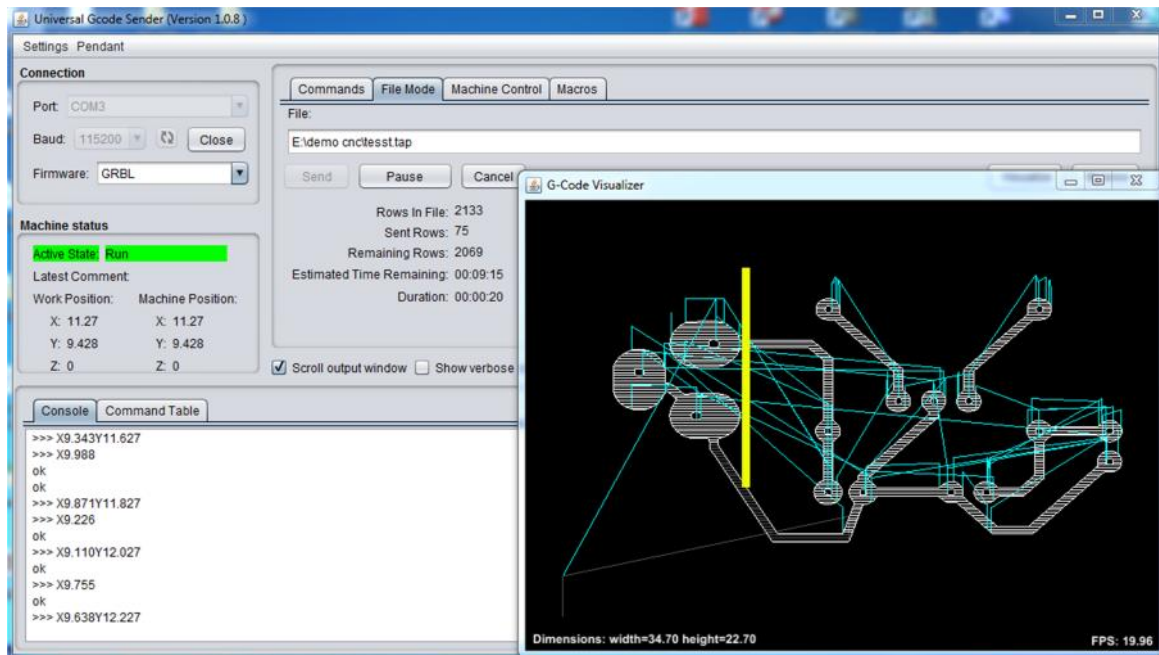 Universal Gcode Sender (Version 1.0.8 )
Settings Pendant
Connection
Port: COM3
Baud: 115200 Close
Firmware: GRBL
Machine status
Active State: Run
Latest Comment:
Work Position: Machine Position:
X: 11.27 X: 11.27
Y: 9.428 Y: 9.428
Z: 0 Z: 0
Commands File Mode Machine Control Macros
File:
E:\demo cnc\tesst.tap
Send Pause Cancel
Rows In File: 2133
Sent Rows: 75
Remaining Rows: 2069
Estimated Time Remaining: 00:09:15
Duration: 00:00:20
Scroll output window Show verbose
Console Command Table
>>> X9.343Y11.627
>>> X9.988
ok
ok
>>> X9.871Y11.827
>>> X9.226
ok
>>> X9.110Y12.027
ok
>>> X9.755
ok
>>> X9.638Y12.227
G-Code Visualizer
Dimensions: width=34.70 height=22.70
FPS: 19.96